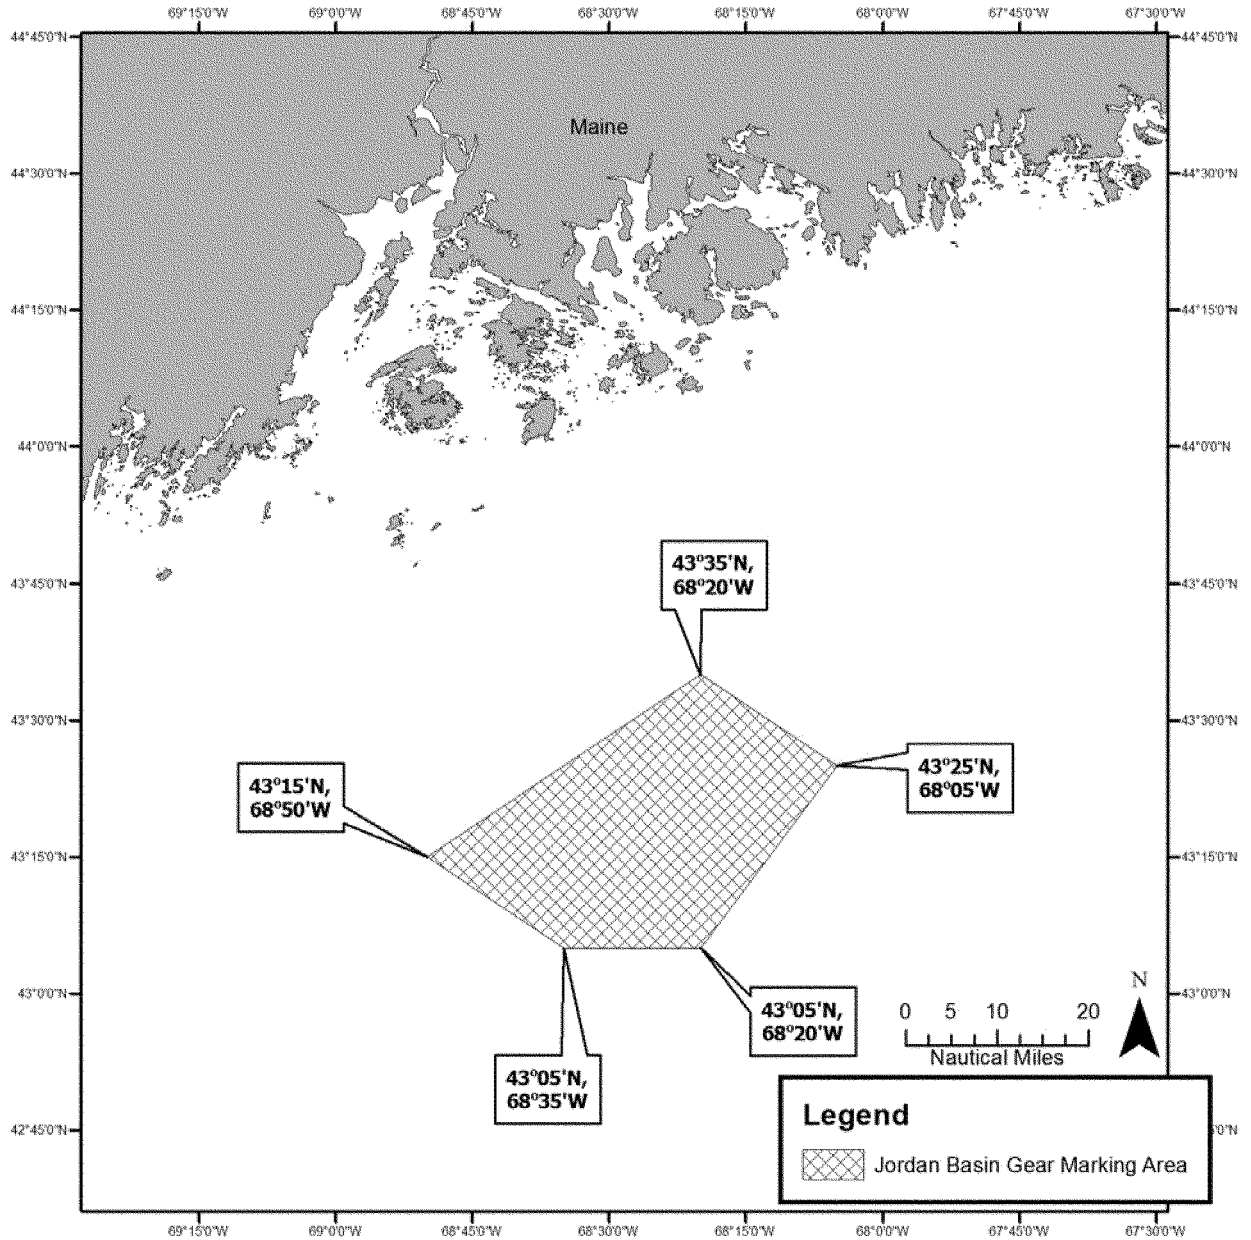 69°15'0"W
69°0'0"W
68°45'0"W
68°30'0"W
68°15'0"W
68°0'0"W
67°45'0"W
67°30'0"W
44°45'0"N
44°45'0"N
Maine
44°30'0"N
44°30'0"N
44°15'0"N
44°15'0"N
44°0'0"N
44°0'0"N
43°45'0"N
43°45'0"N
43°35'N,
68°20'W
43°30'0"N
43°30'0"N
43°25'N,
68°05'W
43°15'N,
68°50'W
43°15'0"N
43°15'0"N
43°0'0"N
43°0'0"N
N
43°05'N,
68°20'W
0 5 10 20
Nautical Miles
43°05'N,
68°35'W
42°45'0"N
5'0"N
Legend
Jordan Basin Gear Marking Area
69°15'0"W
69°0'0"W
68°45'0"W
68°30'0"W
68°15'0"W
68°0'0"W
67°45'0"W
67°30'0"W